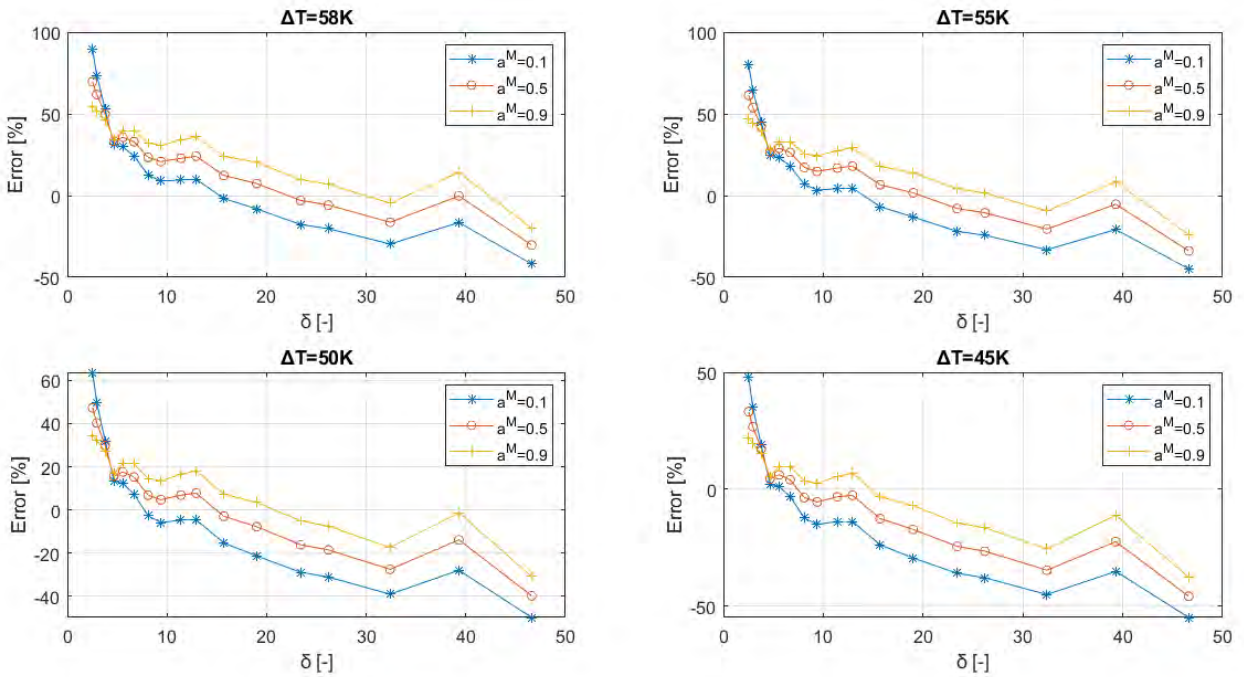 ΔT=58K
100
50
0
-50
Error [%]
0 10 20 30 40 50
δ [-]
a^M=0.1
a^M=0.5
a^M=0.9
ΔT=55K
100
50
0
-50
Error [%]
0 10 20 30 40 50
δ [-]
a^M=0.1
a^M=0.5
a^M=0.9
ΔT=50K
60
40
20
0
-20
-40
Error [%]
0 10 20 30 40 50
δ [-]
a^M=0.1
a^M=0.5
a^M=0.9
ΔT=45K
50
0
-50
Error [%]
0 10 20 30 40 50
δ [-]
a^M=0.1
a^M=0.5
a^M=0.9